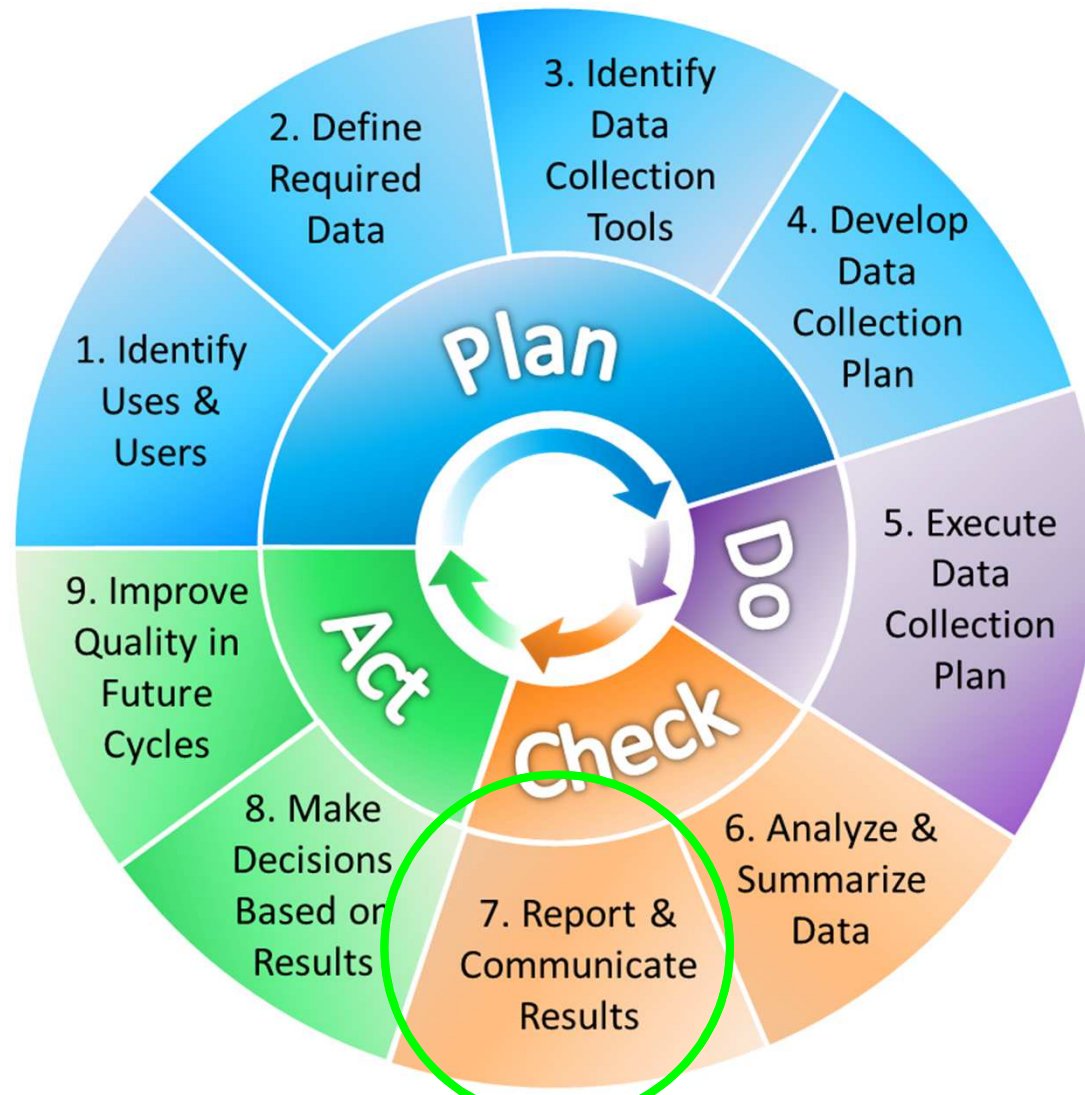 1. Identify
Uses &
Users
2. Define
Required
Data
3. Identify
Data
Collection
Tools
4. Develop
Data
Collection
Plan
5. Execute
Data
Collection
Plan
6. Analyze &
Summarize
Data
7. Report &
Communicate
Results
8. Make
Decisions
Based on
Results
9. Improve
Quality in
Future
Cycles
Plan
Do
Check
Act